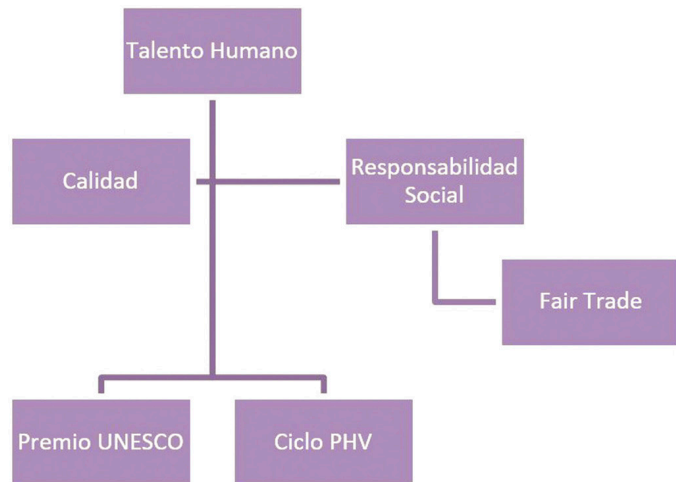 Talento Humano
Calidad
Responsabilidad
Social
Fair Trade
Premio UNESCO
Ciclo PHV